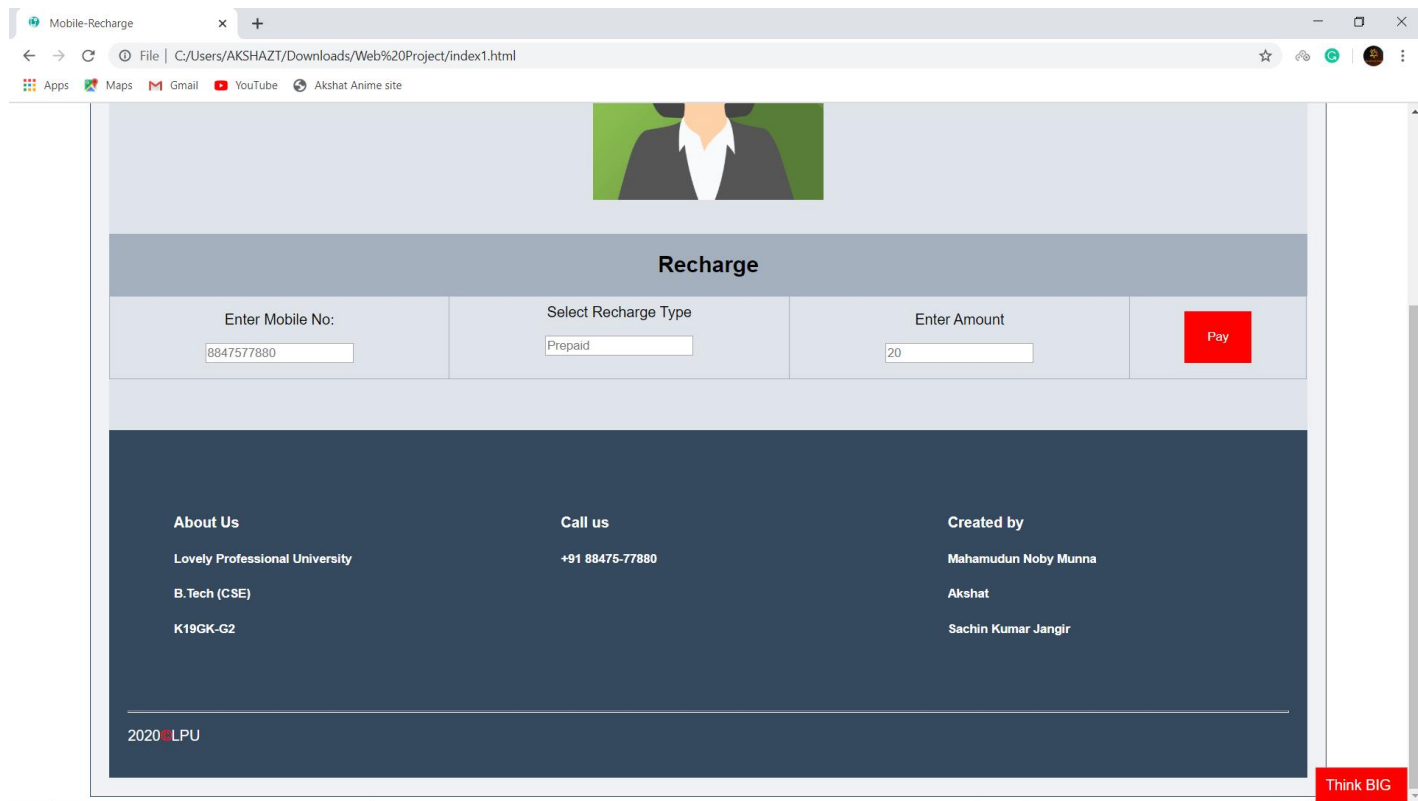 Mobile-Recharge
File | C:/Users/AKSHAZT/Downloads/Web%20Project/index1.html
Apps Maps Gmail YouTube Akshat Anime site
Recharge
Enter Mobile No:
8847577880
Select Recharge Type
Prepaid
Enter Amount
20
Pay
About Us
Lovely Professional University
B.Tech (CSE)
K19GK-G2
Call us
+91 88475-77880
Created by
Mahamudun Noby Munna
Akshat
Sachin Kumar Jangir
2020©LPU
Think BIG